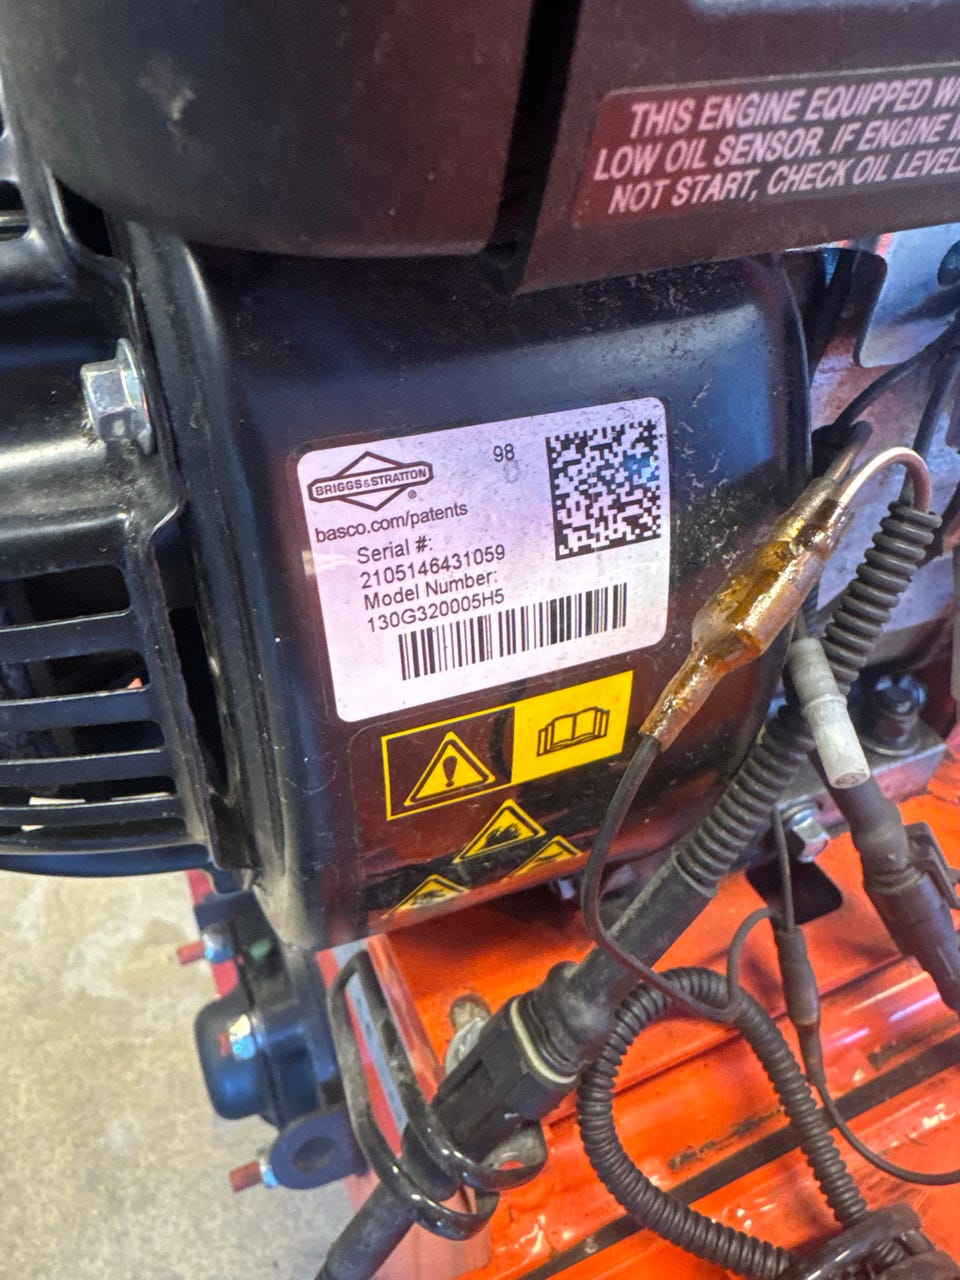 THIS ENGINE EQUIPPED
LOW OIL SENSOR. IF ENGINE
NOT START, CHECK OIL LEVEL
98
BRIGGS&STRATTON
®
basco.com/patents
Serial #:
2105146431059
Model Number:
130G320005H5